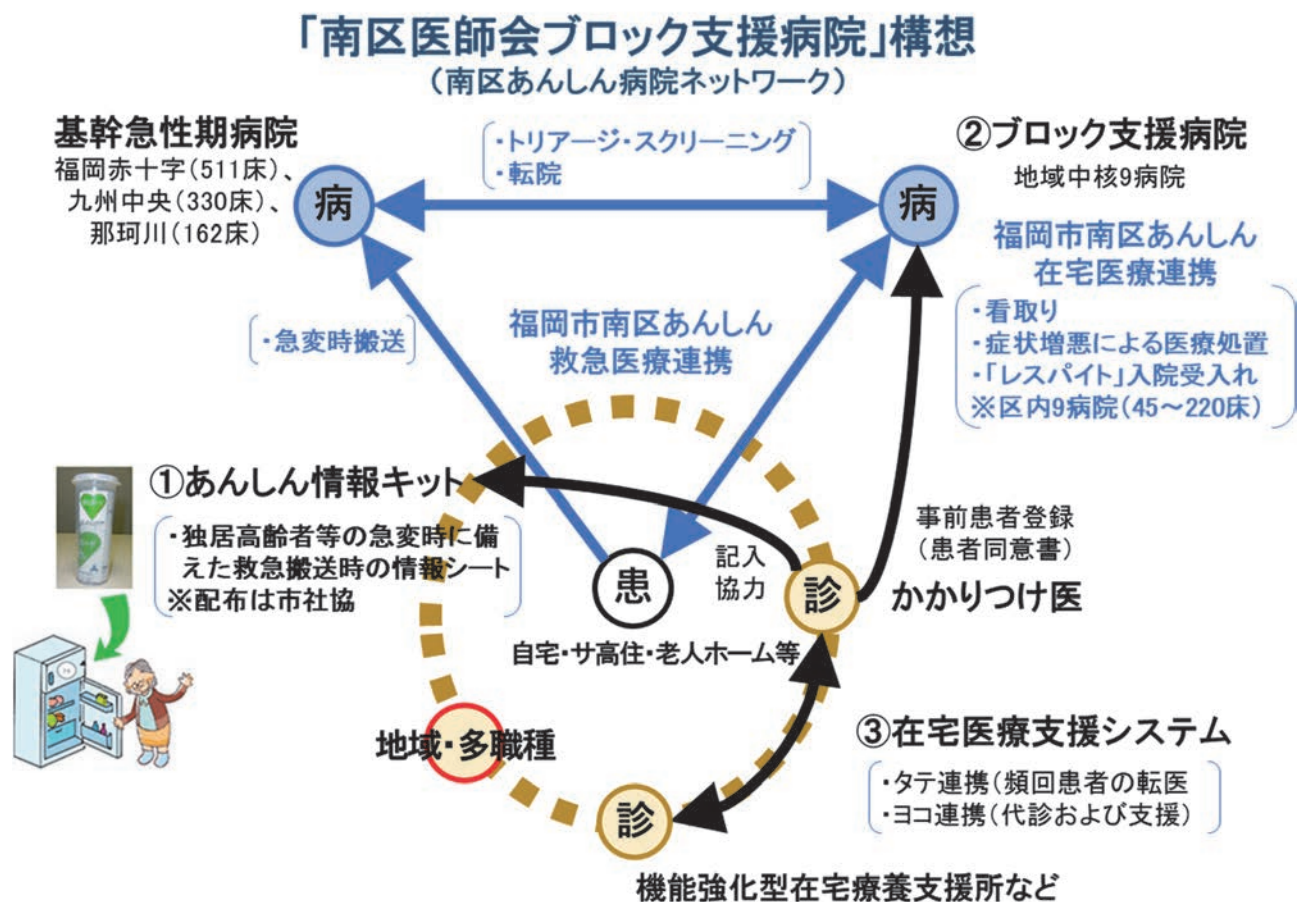 「南区医師会ブロック支援病院」構想
（南区あんしん病院ネットワーク）
基幹急性期病院
福岡赤十字（511床）、
九州中央（330床）、
那珂川（162床）
病
・トリアージ・スクリーニング
・転院
病
②ブロック支援病院
地域中核9病院
福岡市南区あんしん
在宅医療連携
・看取り
・症状増悪による医療処置
・「レスパイト」入院受入れ
※区内9病院（45～220床）
・急変時搬送
福岡市南区あんしん
救急医療連携
①あんしん情報キット
・独居高齢者等の急変時に備
えた救急搬送時の情報シート
※配布は市社協
患
自宅・サ高住・老人ホーム等
記入
協力
診
事前患者登録
（患者同意書）
かかりつけ医
地域・多職種
③在宅医療支援システム
・タテ連携（頻回患者の転医
・ヨコ連携（代診および支援）
診
機能強化型在宅療養支援所など